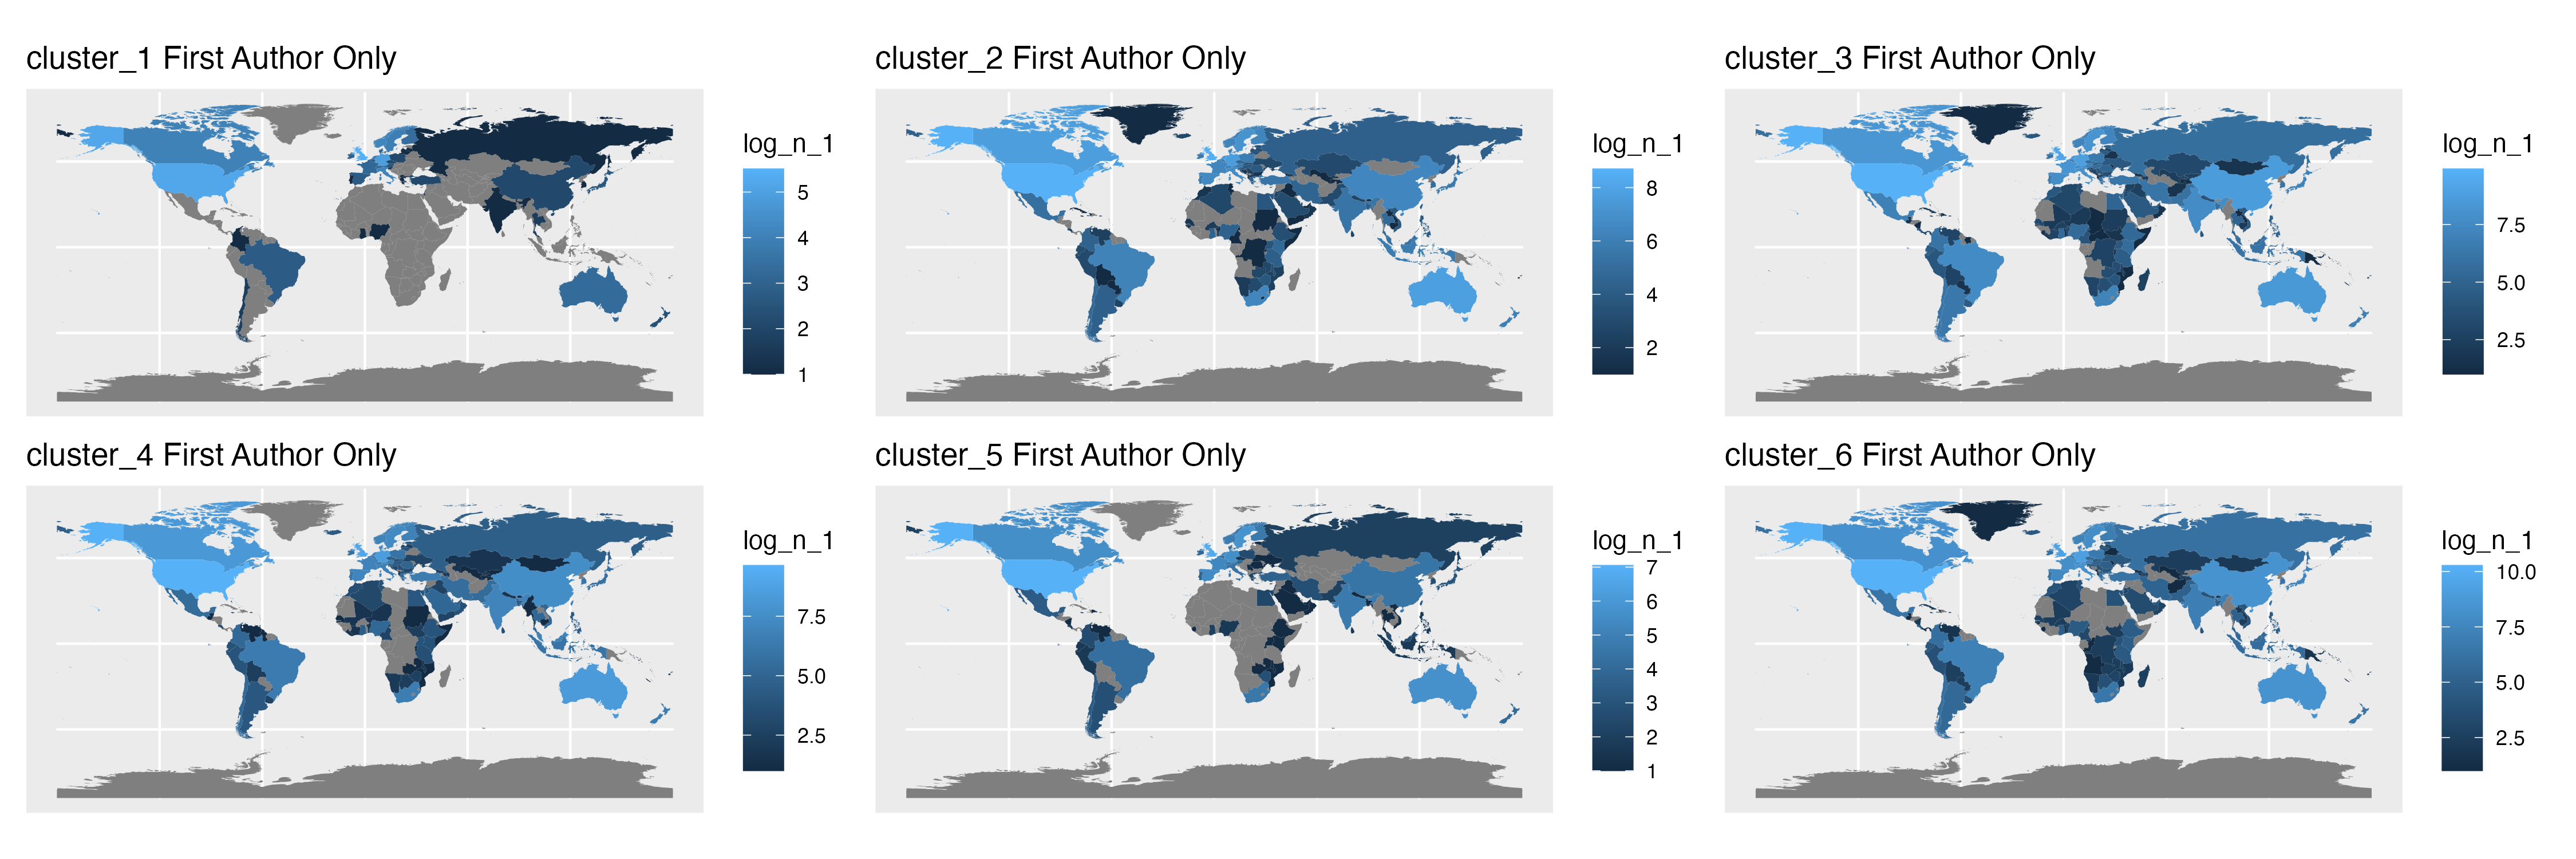 cluster_1 First Author Only
log_n_1
5
4
3
2
1
cluster_2 First Author Only
log_n_1
8
6
4
2
cluster_3 First Author Only
log_n_1
7.5
5.0
2.5
cluster_4 First Author Only
log_n_1
7.5
5.0
2.5
cluster_5 First Author Only
log_n_1
7
6
5
4
3
2
1
cluster_6 First Author Only
log_n_1
10.0
7.5
5.0
2.5